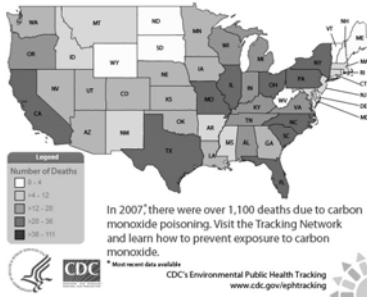 WA
MT
ND
MN
VT
NH
ME
OR
ID
SD
WI
MI
NY
WY
IA
NE
PA
NV
UT
CO
IL
IN
OH
CA
KS
MO
KY
WV
VA
CT
NJ
DE
AZ
NM
OK
AR
TN
NC
SC
TX
LA
MS
AL
GA
FL
Legend
Number of Deaths
0 - 4
>4 - 12
>12 - 20
>20 - 36
>36 - 111
In 2007,* there were over 1,100 deaths due to carbon
monoxide poisoning. Visit the Tracking Network
and learn how to prevent exposure to carbon
monoxide.
* Most recent data available
CDC
CDC's Environmental Public Health Tracking
www.cdc.gov/ephtracking